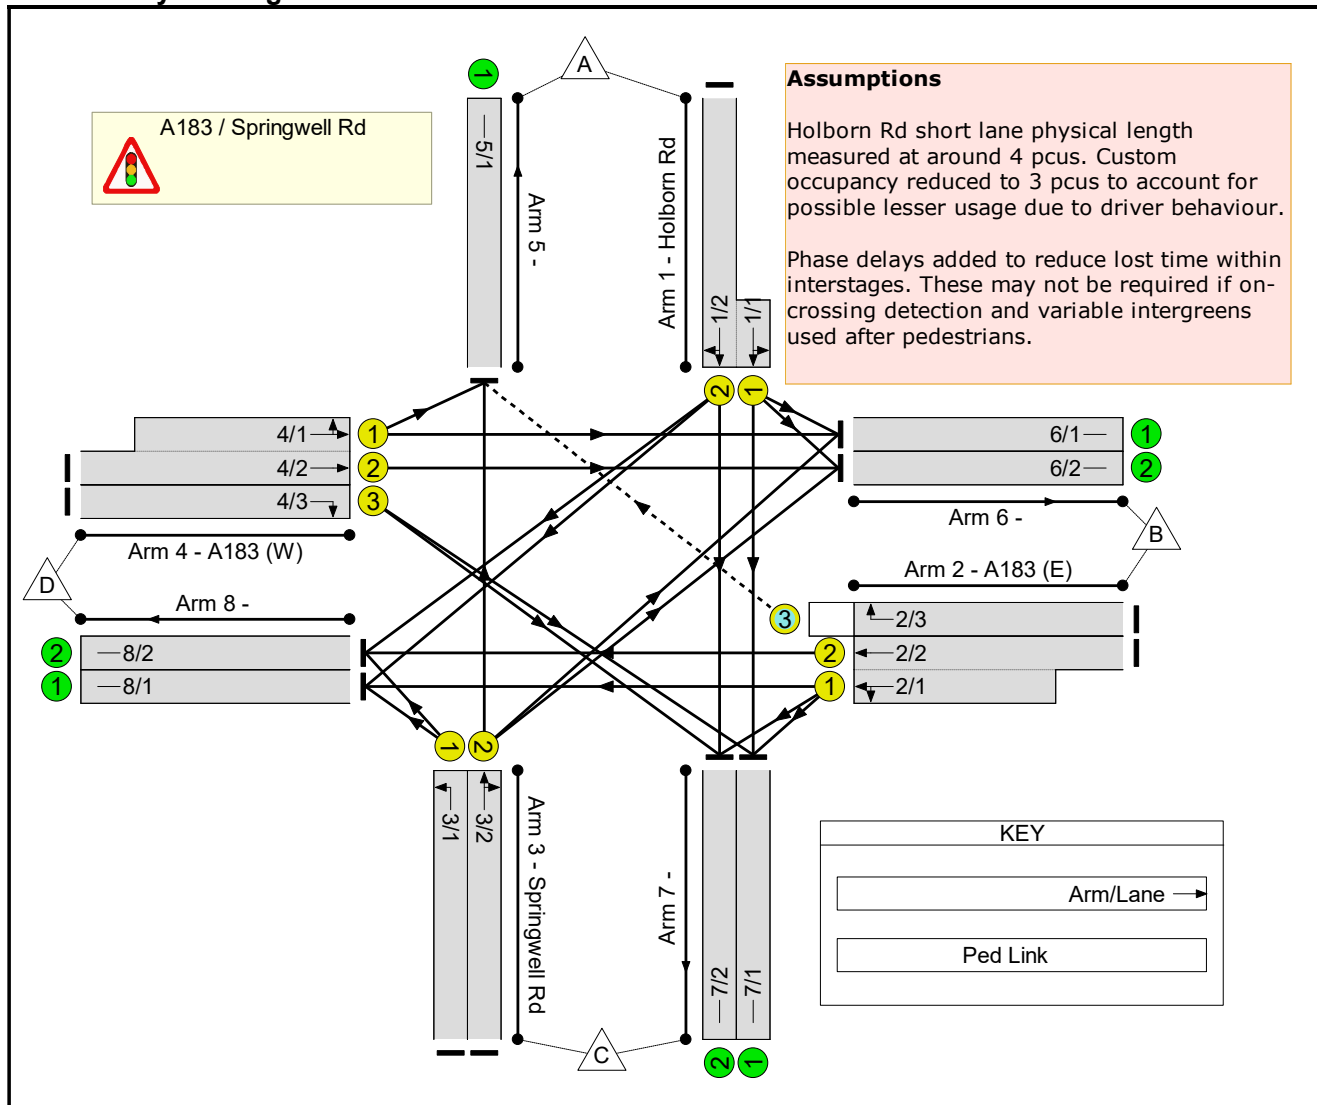 A183 / Springwell Rd
1
A
Assumptions
Holborn Rd short lane physical length
measured at around 4 pcus. Custom
occupancy reduced to 3 pcus to account for
possible lesser usage due to driver behaviour.
Phase delays added to reduce lost time within
interstages. These may not be required if on-
crossing detection and variable intergreens
used after pedestrians.
5/1
Arm 5 -
Arm 1 - Holborn Rd
1/2
1/1
2
1
4/1
1
4/2
2
4/3
3
Arm 4 - A183 (W)
D
Arm 8 -
2
8/2
1
8/1
6/1
1
6/2
2
Arm 6 -
B
Arm 2 - A183 (E)
3
2/3
2
2/2
1
2/1
1
2
3/1
3/2
Arm 3 - Springwell Rd
Arm 7 -
7/2
7/1
C
2
1
KEY
Arm/Lane
Ped Link